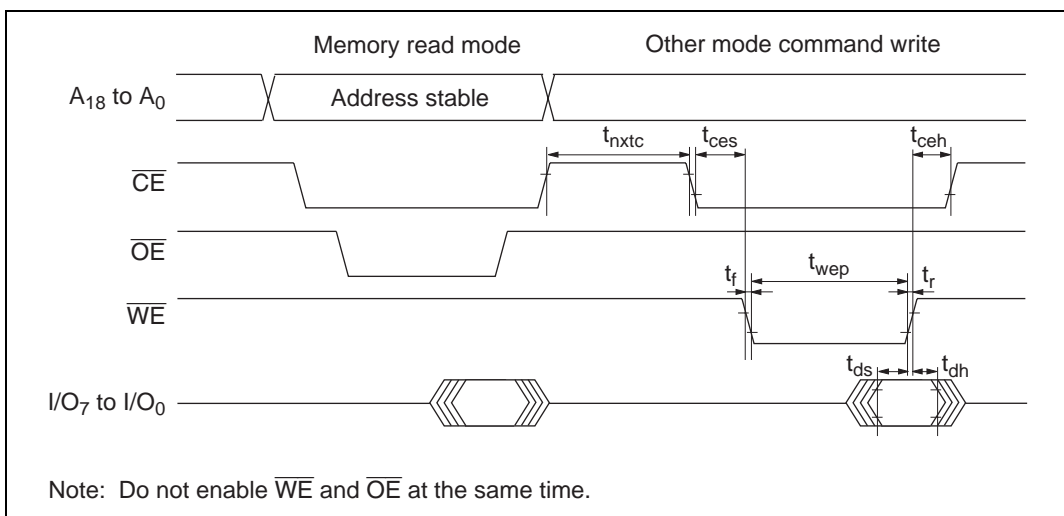 Memory read mode Other mode command write
A18 to A0 Address stable
tnxtc tces tceh
CE
OE
tf twep tr
WE
tds tdh
I/O7 to I/O0
Note: Do not enable WE and OE at the same time.